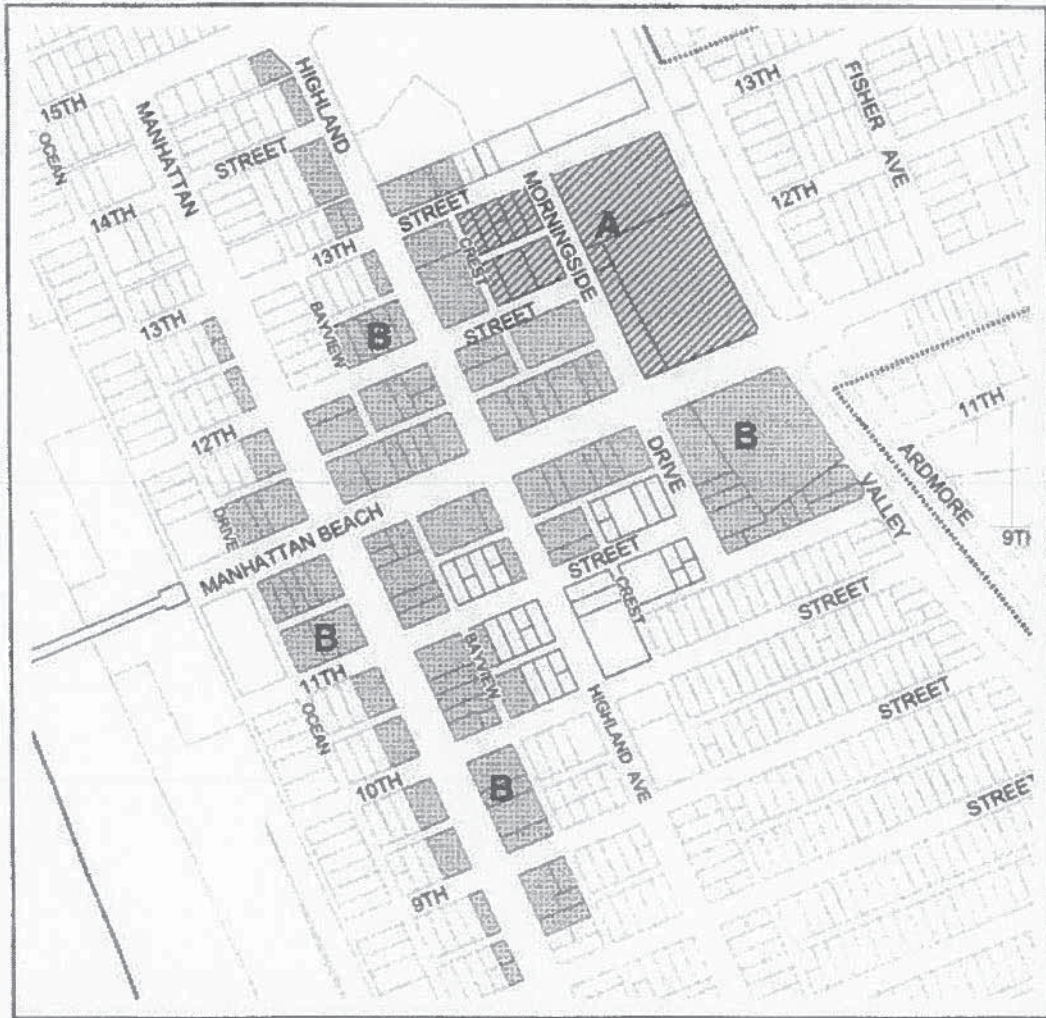 15TH
HIGHLAND
13TH
FISHER
AVE
MANHATTAN
OCEAN
STREET
14TH
12TH
MORNINGSIDE
STREET
A
13TH
CREST
BAYVIEW
B
STREET
13TH
12TH
11TH
B
DRIVE
ARDMORE
VALLEY
DRIVE
MANHATTAN BEACH
9TH
STREET
CREST
STREET
B
BAYVIEW
11TH
OCEAN
HIGHLAND AVE
STREET
10TH
B
STREET
9TH